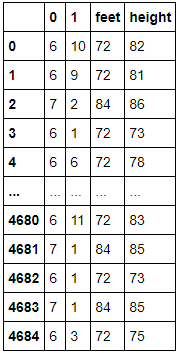 0 1 feet height
0 6 10 72 82
1 6 9 72 81
2 7 2 84 86
3 6 1 72 73
4 6 6 72 78
... ... ... ... ...
4680 6 11 72 83
4681 7 1 84 85
4682 6 1 72 73
4683 7 1 84 85
4684 6 3 72 75